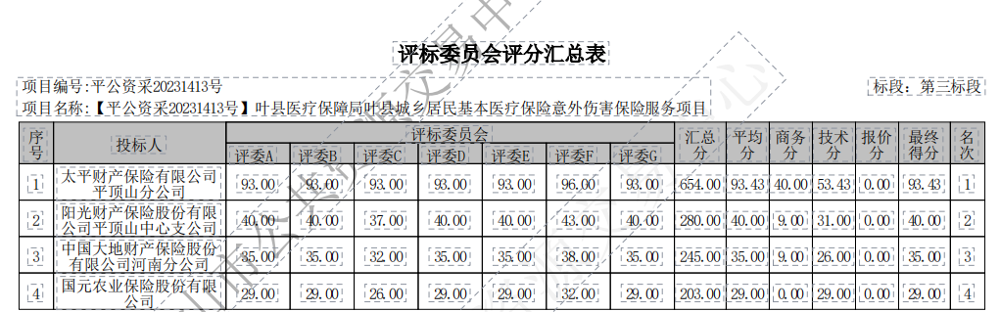 评标委员会评分汇总表
项目编号:平公资采20231413号 标段：第三标段
项目名称:【平公资采20231413号】叶县医疗保障局叶县城乡居民基本医疗保险意外伤害保险服务项目
序号 投标人 评标委员会 汇总分 平均分 商务分 技术分 报价分 最终得分 名次
评委A 评委B 评委C 评委D 评委E 评委F 评委G
1 太平财产保险有限公司平顶山分公司 93.00 93.00 93.00 93.00 93.00 96.00 93.00 654.00 93.43 40.00 53.43 0.00 93.43 1
2 阳光财产保险股份有限公司平顶山中心支公司 40.00 40.00 37.00 40.00 40.00 43.00 40.00 280.00 40.00 9.00 31.00 0.00 40.00 2
3 中国大地财产保险股份有限公司河南分公司 35.00 35.00 32.00 35.00 35.00 38.00 35.00 245.00 35.00 9.00 26.00 0.00 35.00 3
4 国元农业保险股份有限公司 29.00 29.00 26.00 29.00 29.00 32.00 29.00 203.00 29.00 0.00 29.00 0.00 29.00 4